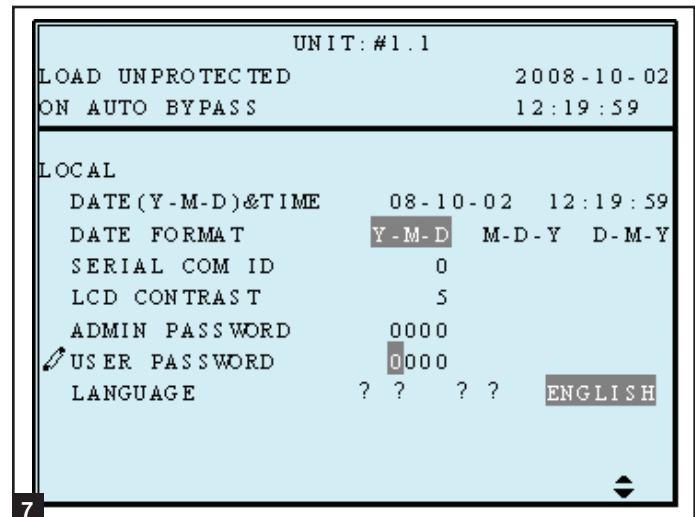 UNIT:#1.1
LOAD UNPROTECTED 2008-10-02
ON AUTO BYPASS 12:19:59
LOCAL
DATE(Y-M-D)&TIME 08-10-02 12:19:59
DATE FORMAT Y-M-D M-D-Y D-M-Y
SERIAL COM ID 0
LCD CONTRAST 5
ADMIN PASSWORD 0000
USER PASSWORD 0000
LANGUAGE ? ? ? ? ENGLISH
7